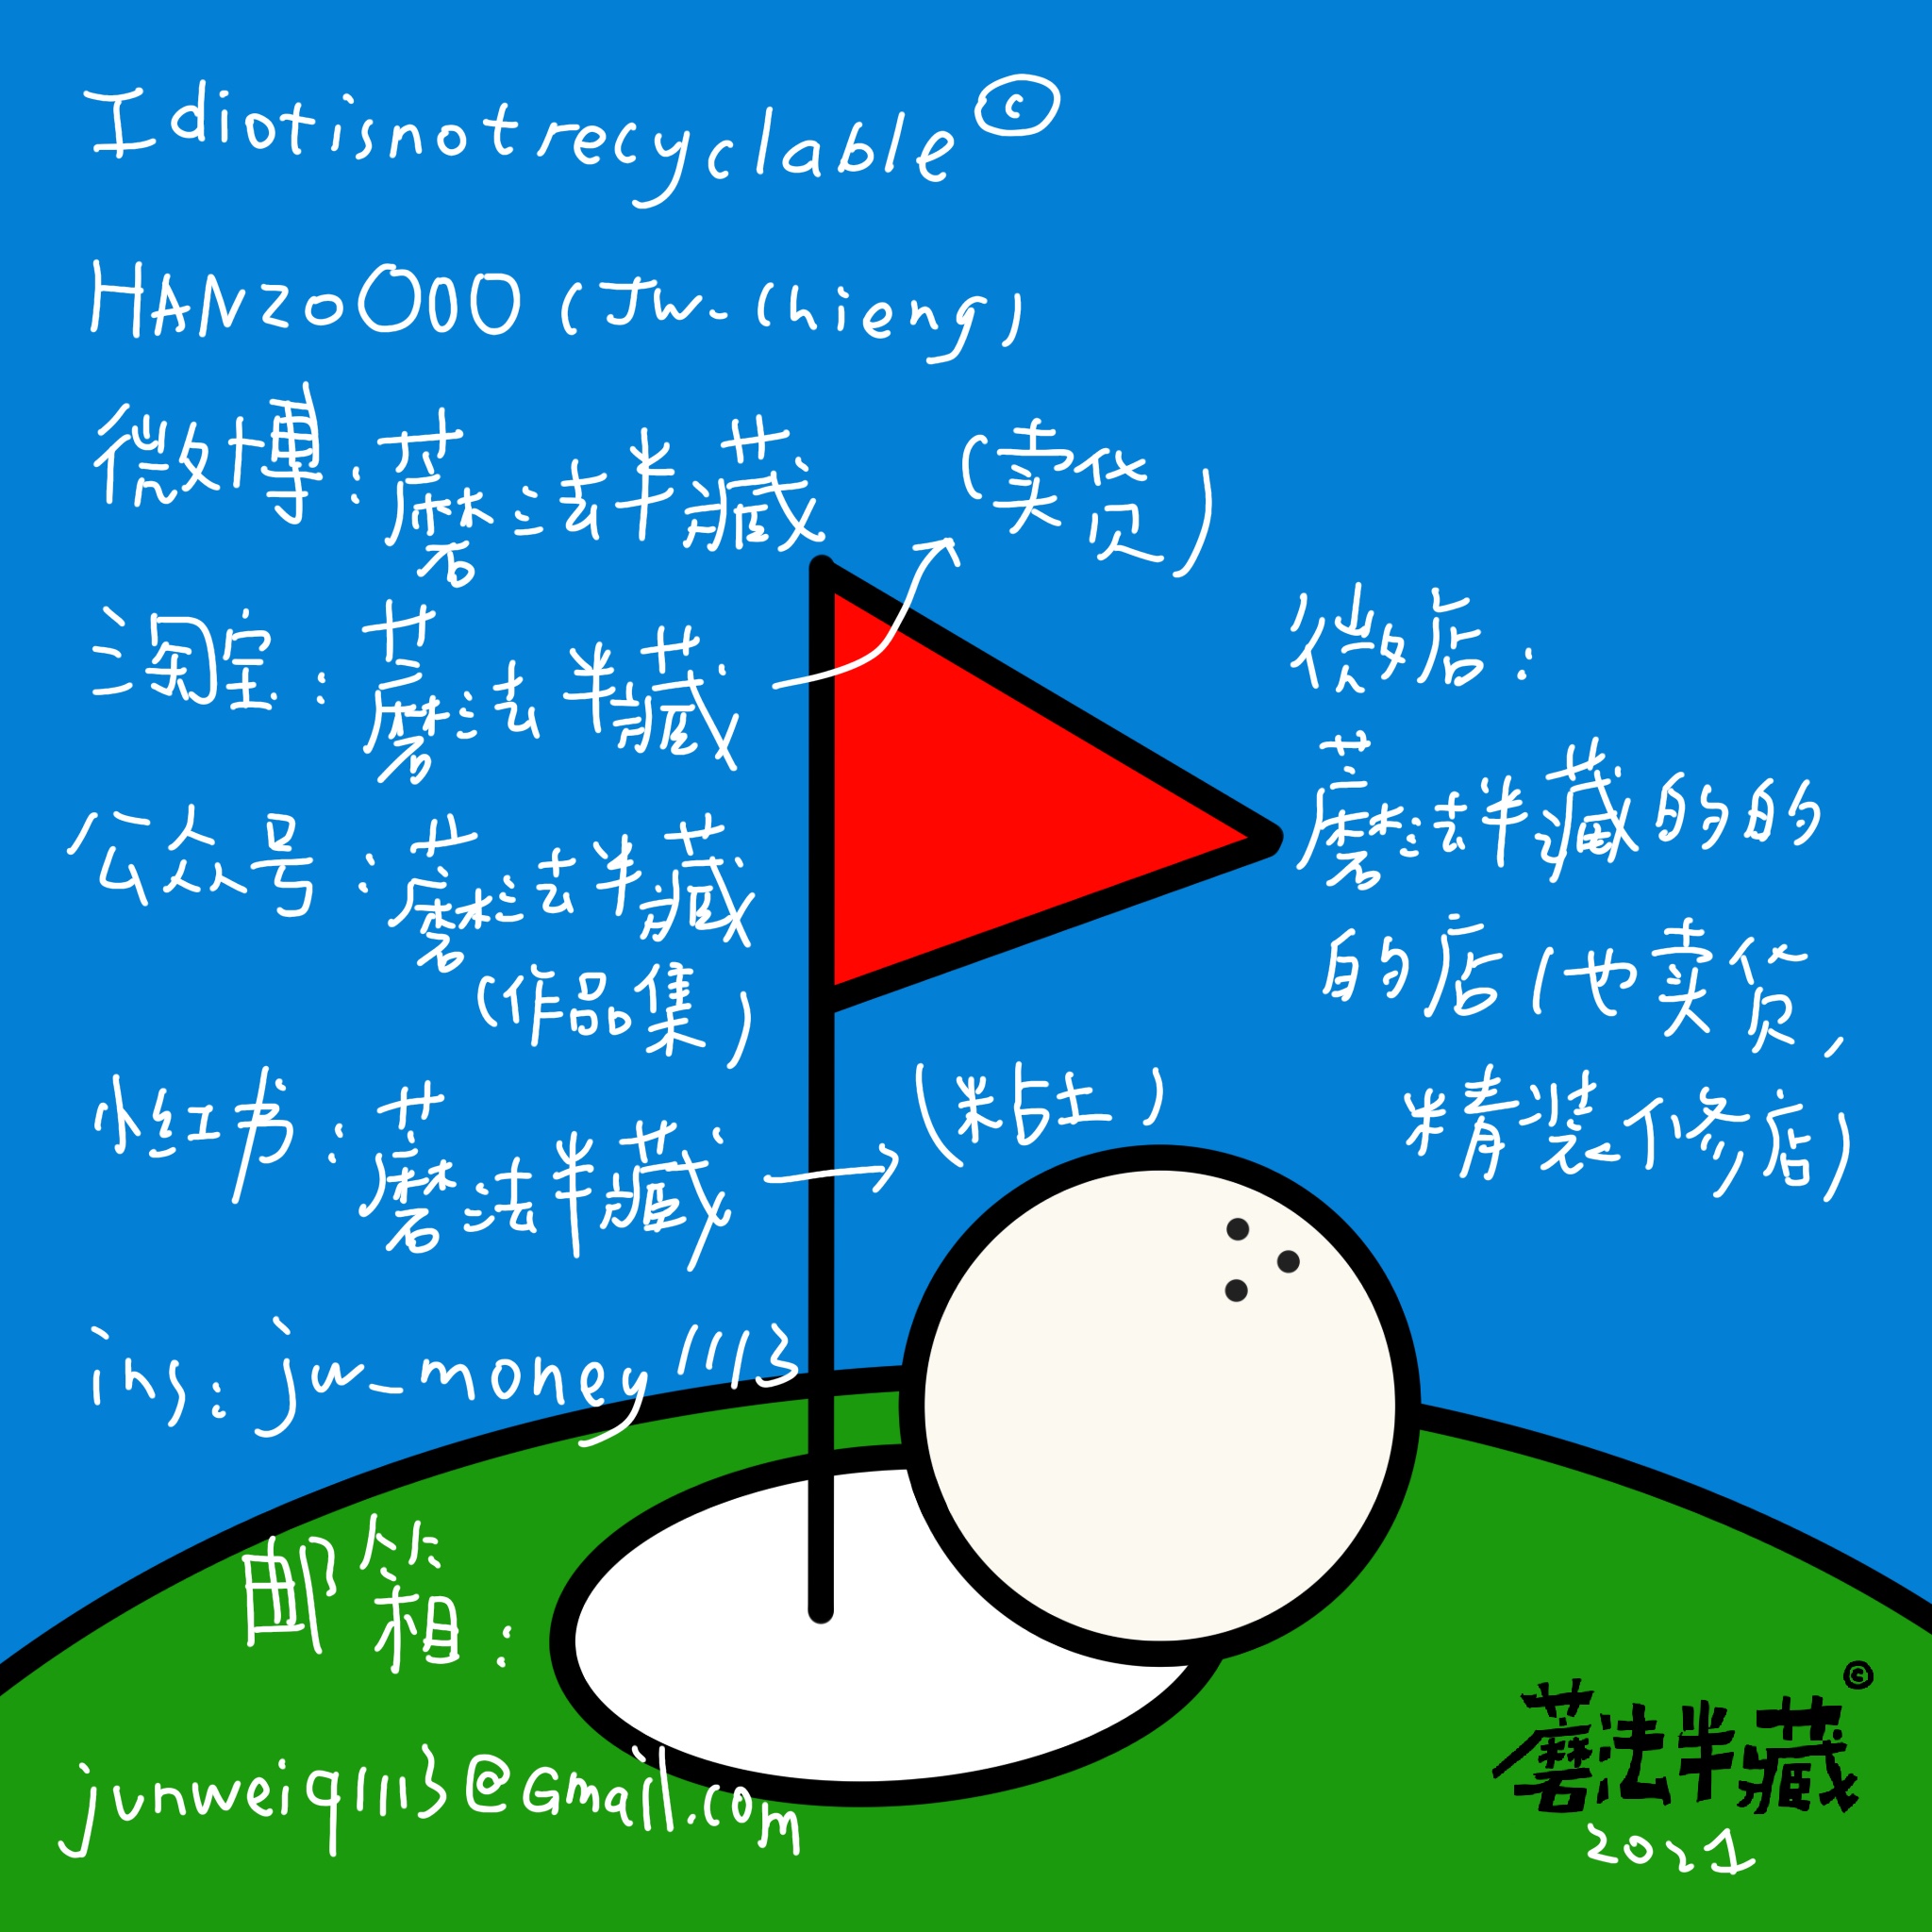 Idiotisnotrecyclable©
HANzoOOO (Jw-Chieng)
微博:蘑法半藏
淘宝:蘑法半藏 → (卖货)
公众号:蘑法半藏
(作品集)
小红书:蘑法半藏 → (粘土)
ins:jw_money1113
微店:
蘑法半藏的的
的店(也卖货,
精装修店)
邮箱:
junweiq1113@Gmail.com
蘑法半藏©
2021